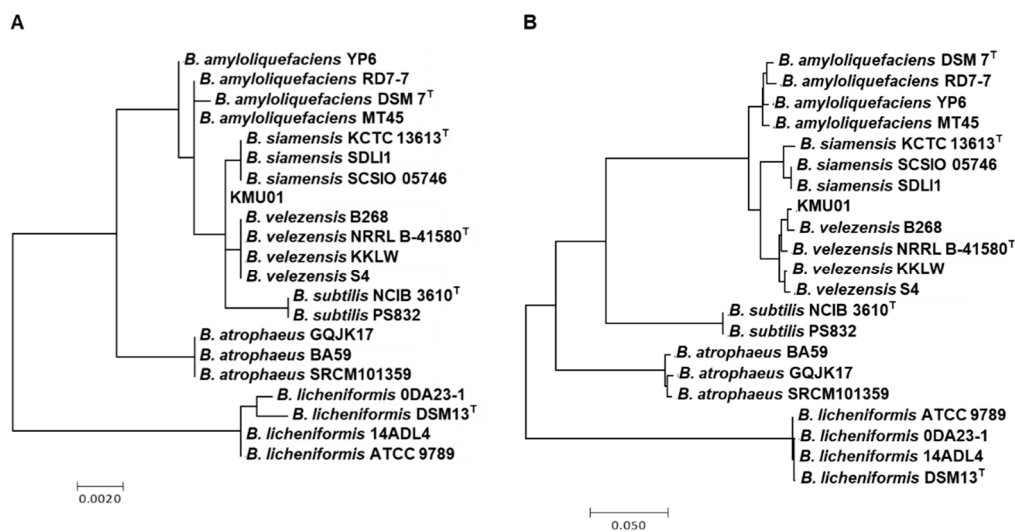 A
B. amyloliquefaciens YP6
B. amyloliquefaciens RD7-7
B. amyloliquefaciens DSM 7T
B. amyloliquefaciens MT45
B. siamensis KCTC 13613T
B. siamensis SDLI1
B. siamensis SCSIO 05746
KMU01
B. velezensis B268
B. velezensis NRRL B-41580T
B. velezensis KKLW
B. velezensis S4
B. subtilis NCIB 3610T
B. subtilis PS832
B. atrophaeus GQJK17
B. atrophaeus BA59
B. atrophaeus SRCM101359
B. licheniformis 0DA23-1
B. licheniformis DSM13T
B. licheniformis 14ADL4
B. licheniformis ATCC 9789
0.0020
B
B. amyloliquefaciens DSM 7T
B. amyloliquefaciens RD7-7
B. amyloliquefaciens YP6
B. amyloliquefaciens MT45
B. siamensis KCTC 13613T
B. siamensis SCSIO 05746
B. siamensis SDLI1
KMU01
B. velezensis B268
B. velezensis NRRL B-41580T
B. velezensis KKLW
B. velezensis S4
B. subtilis NCIB 3610T
B. subtilis PS832
B. atrophaeus BA59
B. atrophaeus GQJK17
B. atrophaeus SRCM101359
B. licheniformis ATCC 9789
B. licheniformis 0DA23-1
B. licheniformis 14ADL4
B. licheniformis DSM13T
0.050